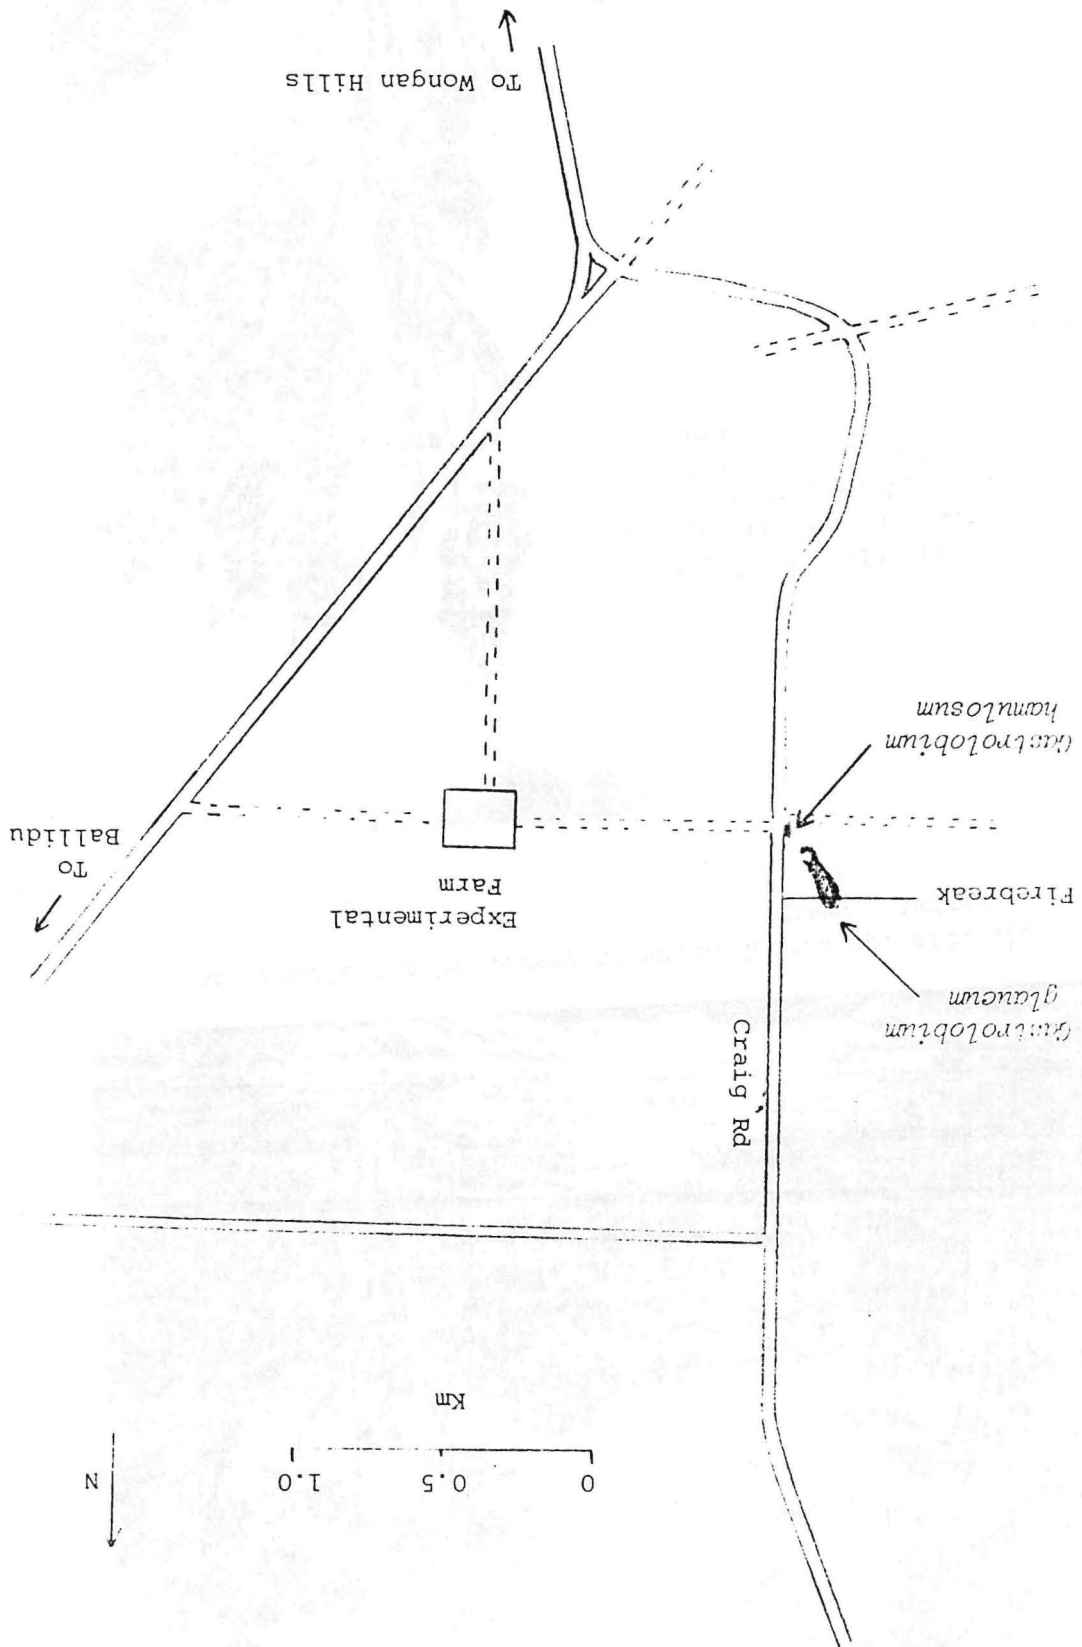 N
0 0.5 1.0
Km
Craig Rd
Gastrolobium
glaucum
Firebreak
Gastrolobium
hamulosum
Experimental
Farm
To
Ballidu
To Wongan Hills